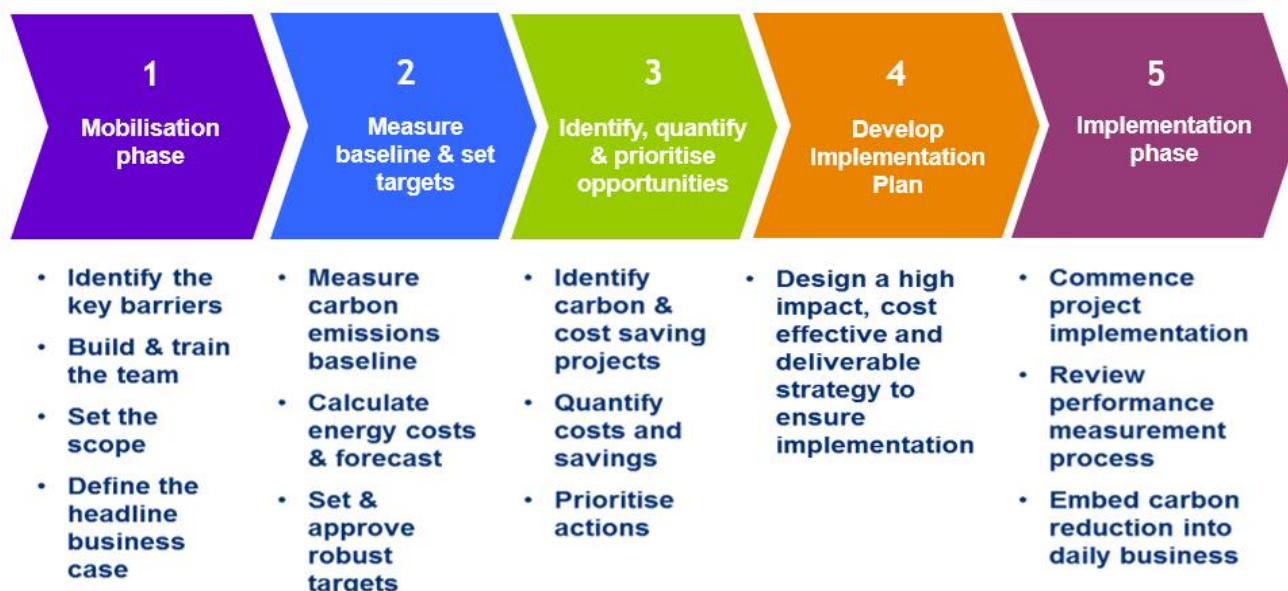 1
Mobilisation
phase
2
Measure
baseline & set
targets
3
Identify, quantify
& prioritise
opportunities
4
Develop
Implementation
Plan
5
Implementation
phase
• Identify the
key barriers
• Build & train
the team
• Set the
scope
• Define the
headline
business
case
• Measure
carbon
emissions
baseline
• Calculate
energy costs
& forecast
• Set &
approve
robust
targets
• Identify
carbon &
cost saving
projects
• Quantify
costs and
savings
• Prioritise
actions
• Design a high
impact, cost
effective and
deliverable
strategy to
ensure
implementation
• Commence
project
implementation
• Review
performance
measurement
process
• Embed carbon
reduction into
daily business